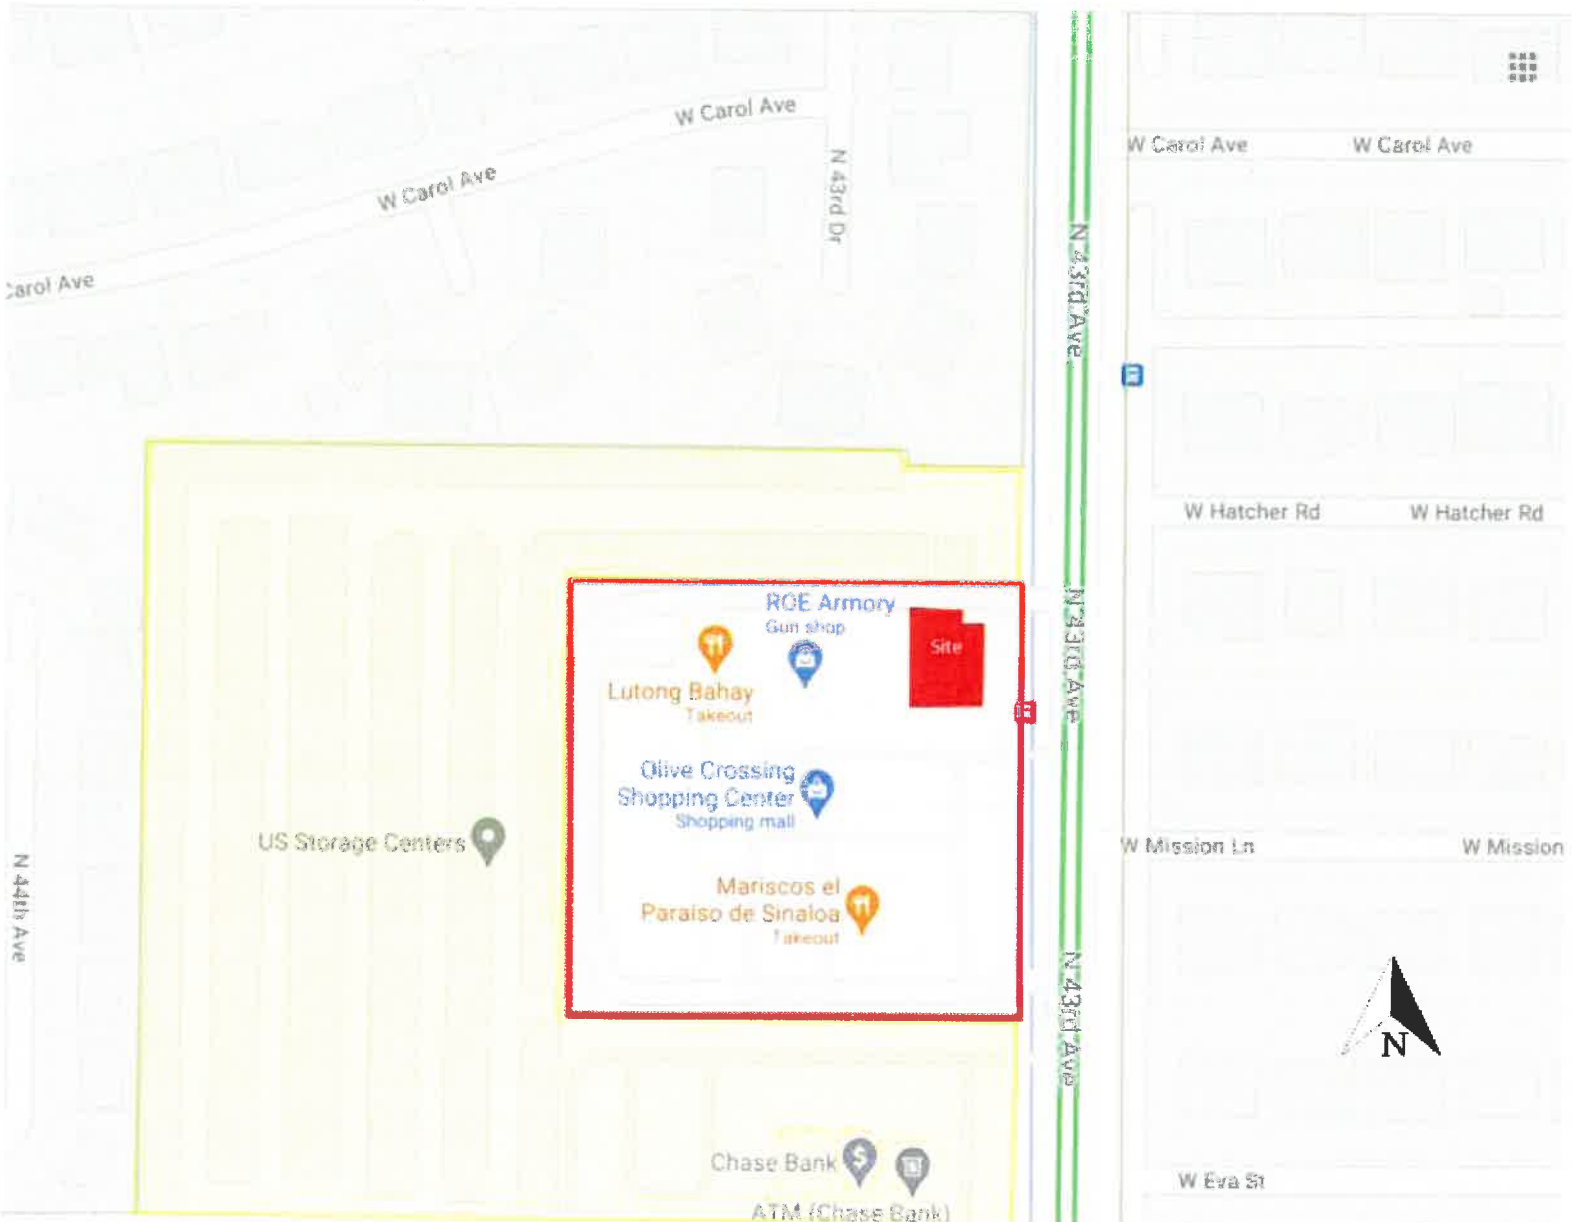 W Carol Ave
W Carol Ave
W Carol Ave
W Carol Ave
Carol Ave
N 43rd Dr
N 43rd Ave
W Hatcher Rd
W Hatcher Rd
ROE Armory
Gun shop
Site
Lutong Bahay
Takeout
N 43rd Ave
Olive Crossing
Shopping Center
Shopping mall
US Storage Centers
W Mission Ln
W Mission
Mariscos el
Paraiso de Sinaloa
Takeout
N 44th Ave
N 43rd Ave
N
Chase Bank
ATM (Chase Bank)
W Eva St